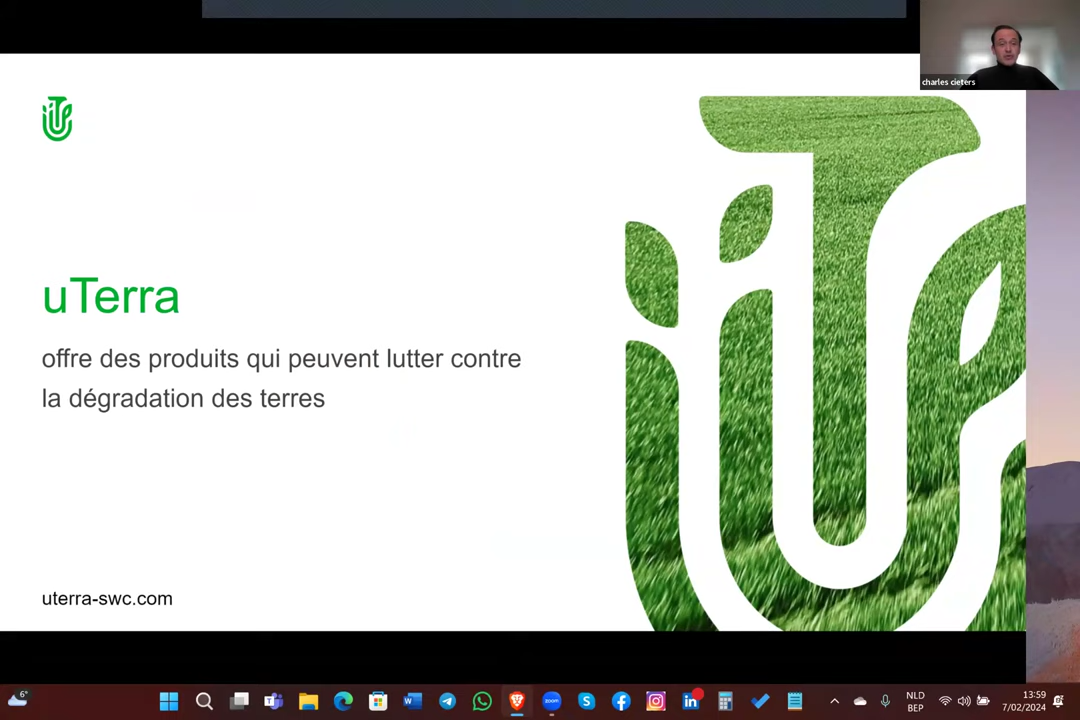 charles cieters
uTerra
offre des produits qui peuvent lutter contre
la dégradation des terres
uterra-swc.com
6°
NLD
BEP
13:59
7/02/2024